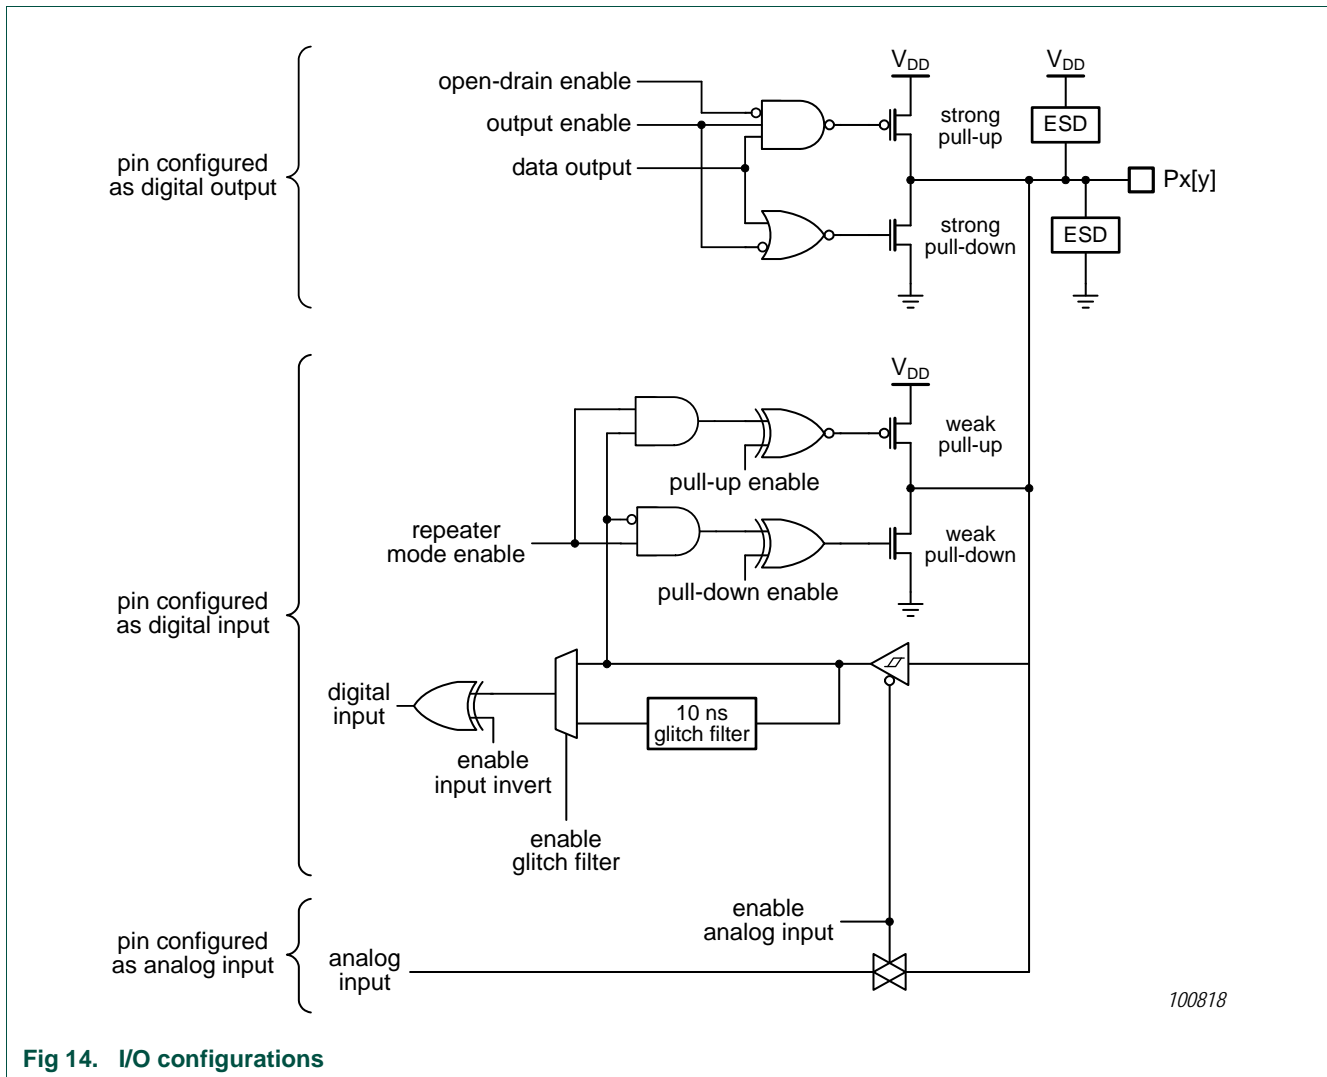 V_DD
V_DD
open-drain enable
output enable
data output
strong
pull-up
ESD
Px[y]
pin configured
as digital output
strong
pull-down
ESD
V_DD
weak
pull-up
pull-up enable
repeater
mode enable
weak
pull-down
pull-down enable
pin configured
as digital input
digital
input
10 ns
glitch filter
enable
input invert
enable
glitch filter
enable
analog input
pin configured
as analog input
analog
input
100818
Fig 14. I/O configurations